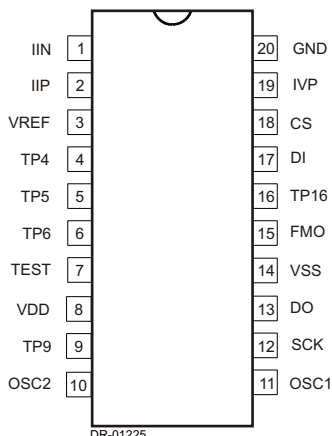 IIN 1 20 GND
IIP 2 19 IVP
VREF 3 18 CS
TP4 4 17 DI
TP5 5 16 TP16
TP6 6 15 FMO
TEST 7 14 VSS
VDD 8 13 DO
TP9 9 12 SCK
OSC2 10 11 OSC1
DR-01225